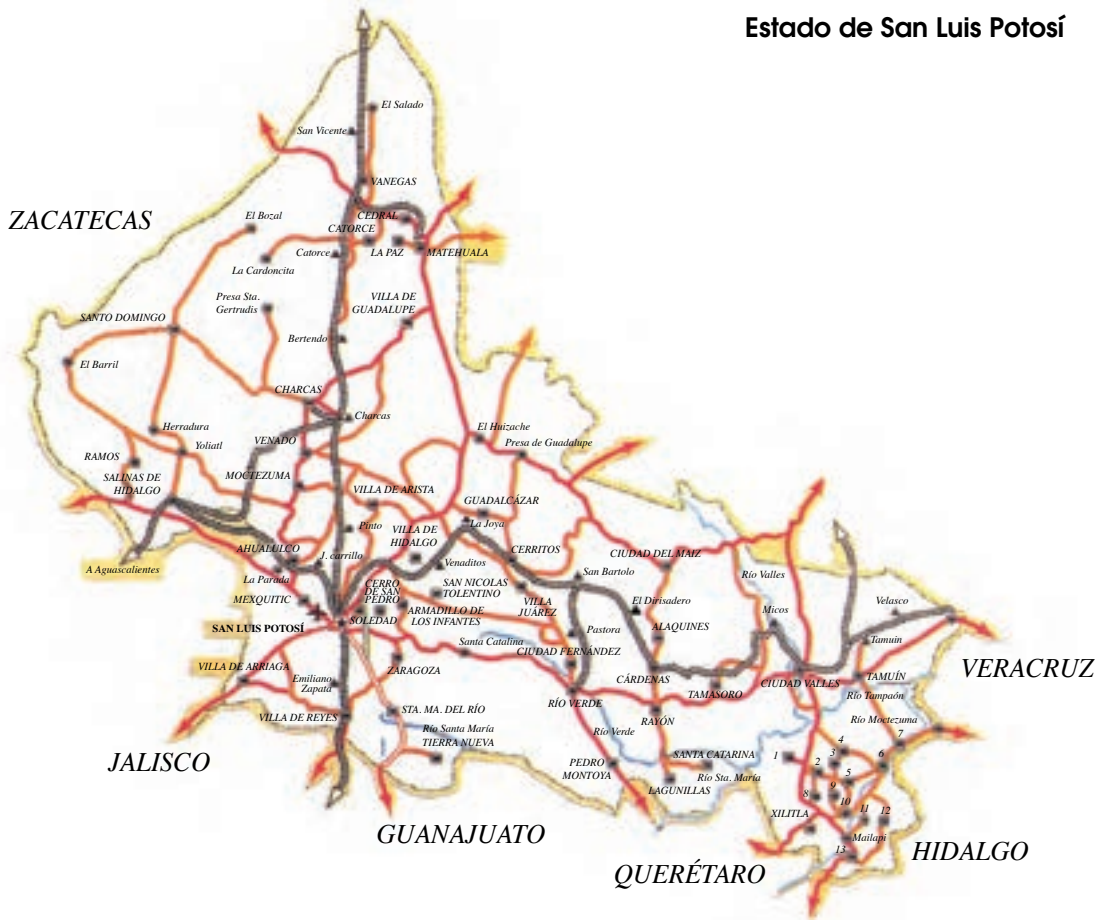 Estado de San Luis Potosí
El Salado
San Vicente
VANEGAS
ZACATECAS
El Bozal
CEDRAL
CATORCE
Catorce
LA PAZ
MATEHUALA
La Cardoncita
Presa Sta.
Gertrudis
VILLA DE
GUADALUPE
SANTO DOMINGO
Bertendo
El Barril
CHARCAS
Charcas
Herradura
El Huizache
Yoliatl
VENADO
Presa de Guadalupe
RAMOS
SALINAS DE
HIDALGO
MOCTEZUMA
VILLA DE ARISTA
GUADALCÁZAR
Pinto
VILLA DE
HIDALGO
La Joya
AHUALULCO
CERRITOS
CIUDAD DEL MAIZ
A Aguascalientes
J. carrillo
Venaditos
La Parada
CERRO
DE SAN
PEDRO
San Bartolo
Río Valles
MEXQUITIC
SAN NICOLAS
TOLENTINO
VILLA
JUÁREZ
El Dirisadero
Micos
Velasco
ARMADILLO DE
LOS INFANTES
SAN LUIS POTOSÍ
SOLEDAD
Pastora
ALAQUINES
Tamuin
Santa Catalina
CIUDAD FERNÁNDEZ
VILLA DE ARRIAGA
ZARAGOZA
VERACRUZ
Emiliano
Zapata
CÁRDENAS
CIUDAD VALLES
TAMUÍN
TAMASORO
Río Tampaón
RÍO VERDE
VILLA DE REYES
STA. MA. DEL RÍO
RAYÓN
Río Moctezuma
Río Santa María
Río Verde
TIERRA NUEVA
7
4
JALISCO
SANTA CATARINA
1
3
6
PEDRO
MONTOYA
2
Río Sta. María
5
LAGUNILLAS
8
9
10
XILITLA
11
12
GUANAJUATO
Mailapi
13
HIDALGO
QUERÉTARO